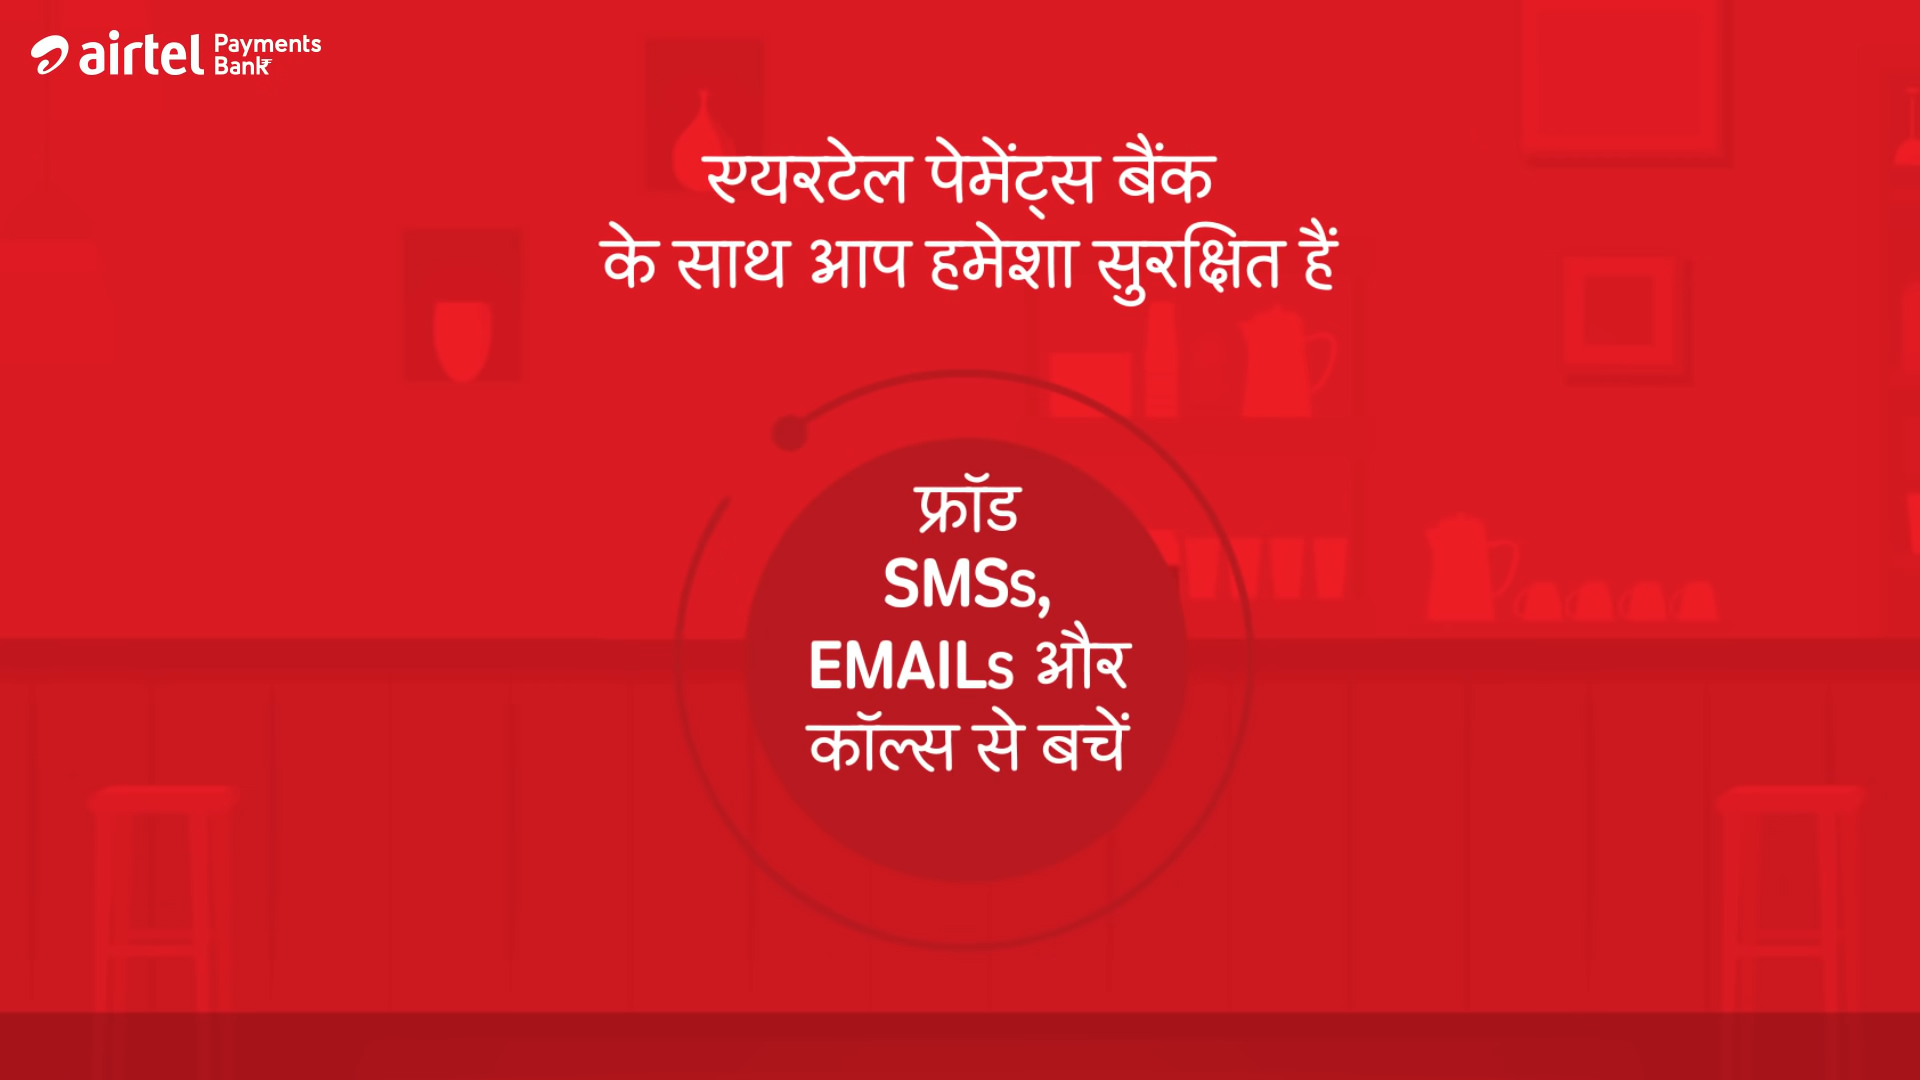 airtel Payments Bank
एयरटेल पेमेंट्स बैंक
के साथ आप हमेशा सुरक्षित हैं
फ्रॉड
SMSs,
EMAILs और
कॉल्स से बचें